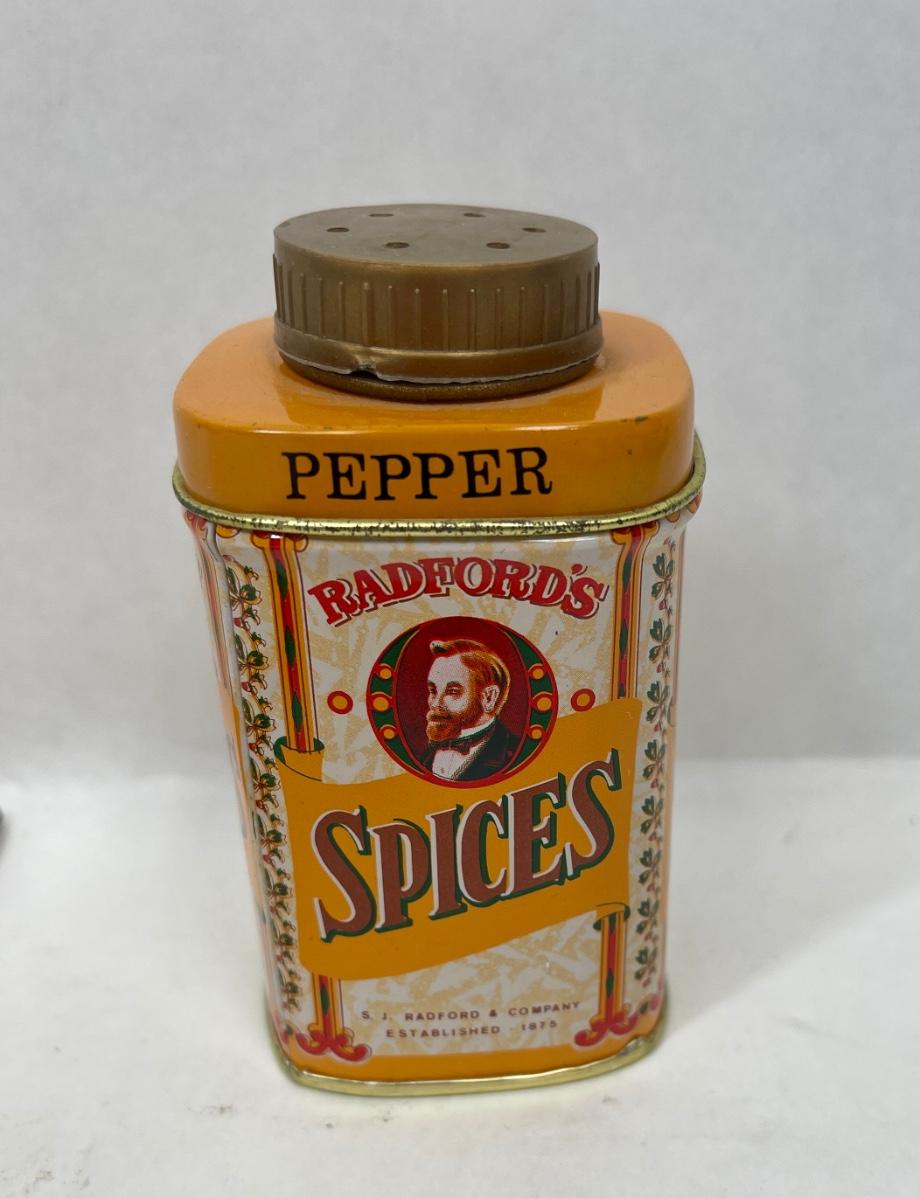 PEPPER
RADFORD'S
SPICES
S. J. RADFORD & COMPANY
ESTABLISHED - 1875